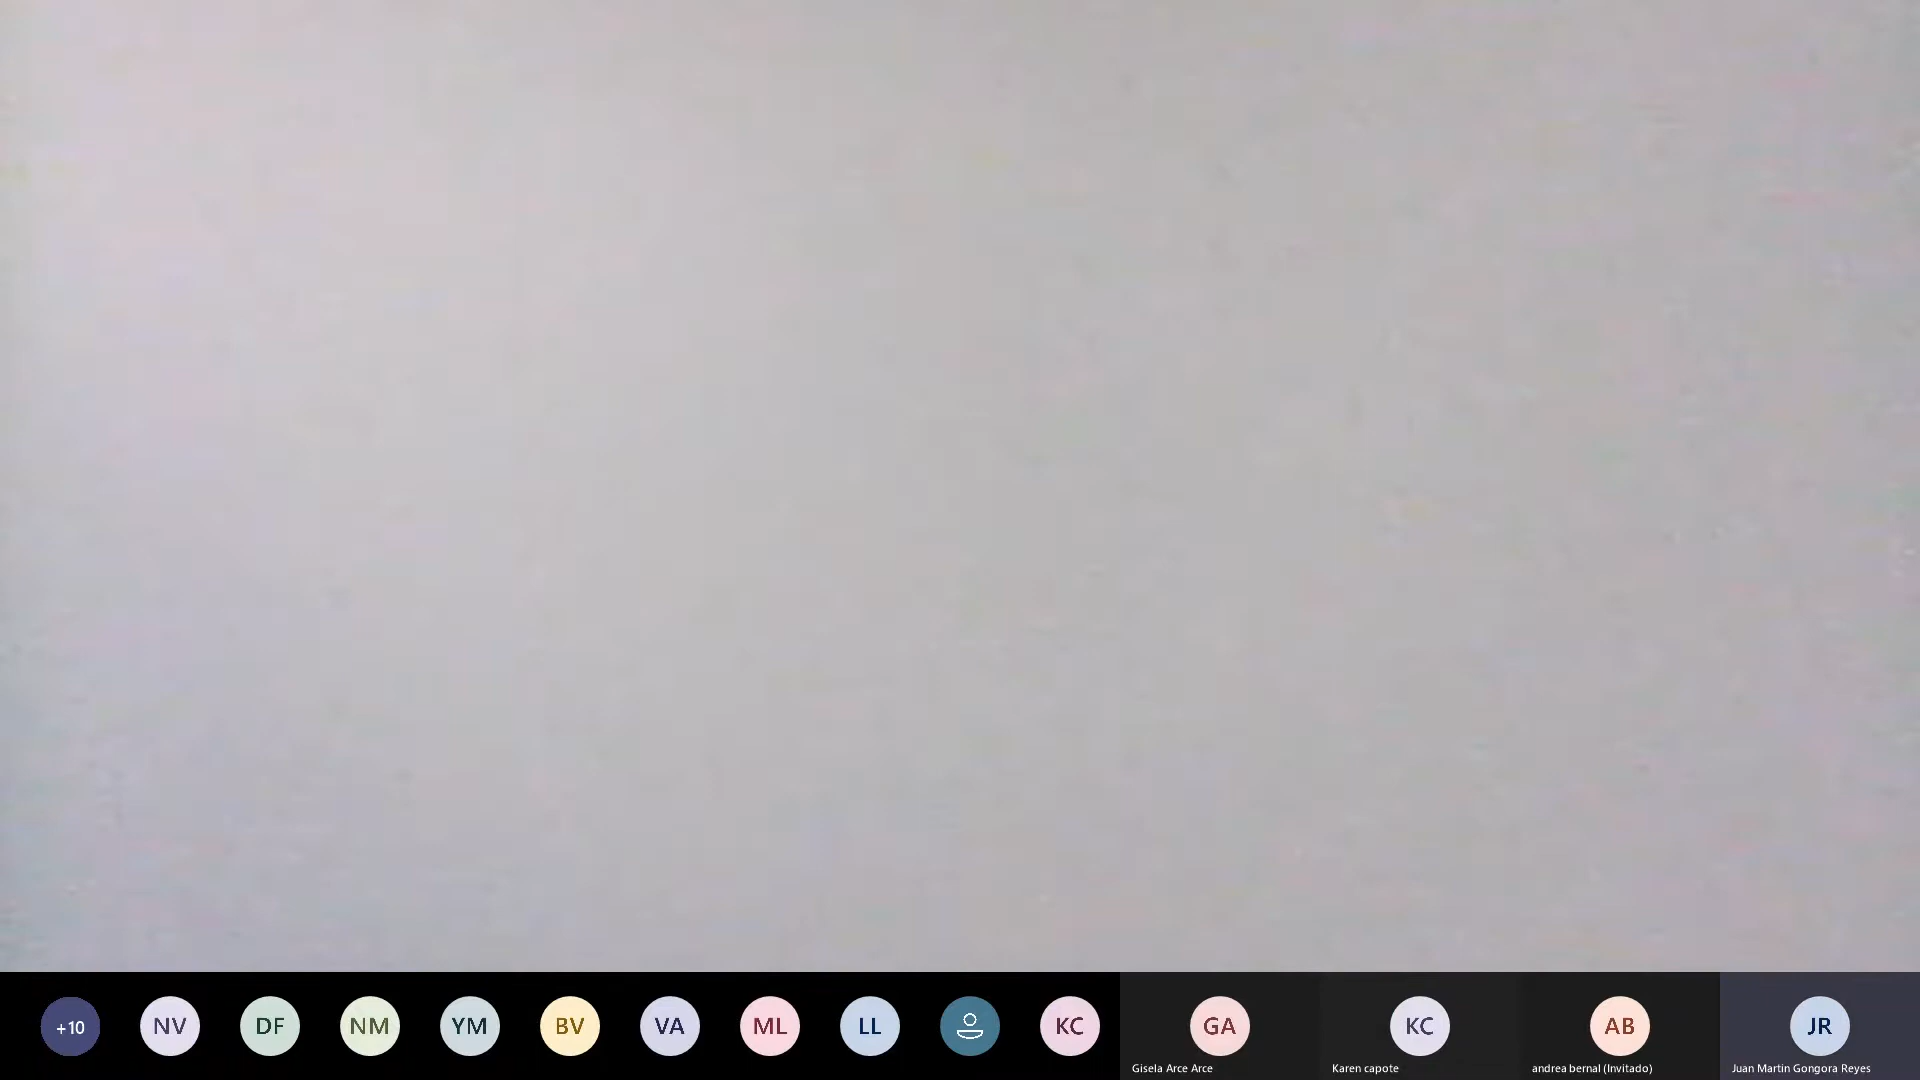 +10 NV DF NM YM BV VA ML LL KC GA KC AB JR
Gisela Arce Arce Karen capote andrea bernal (Invitado) Juan Martin Gongora Reyes